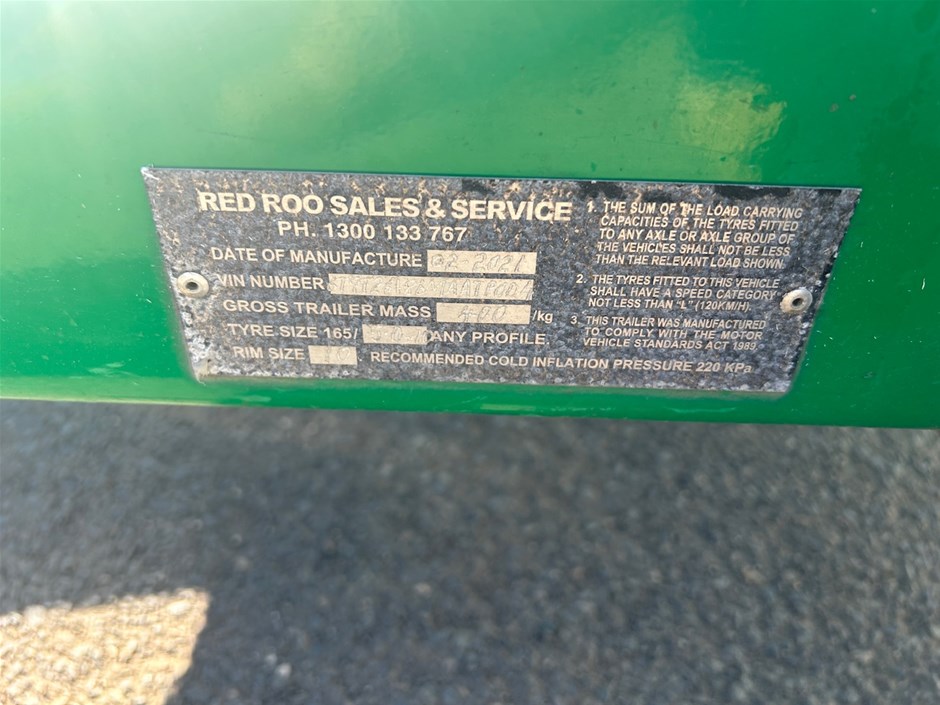 RED ROO SALES & SERVICE
PH. 1300 133 767
DATE OF MANUFACTURE 02-2021
VIN NUMBER.
GROSS TRAILER MASS 400 /kg
TYRE SIZE 165/ ANY PROFILE.
RIM SIZE 10 RECOMMENDED COLD INFLATION PRESSURE 220 KPa
1. THE SUM OF THE LOAD CARRYING
CAPACITIES OF THE TYRES FITTED
TO ANY AXLE OR AXLE GROUP OF
THE VEHICLES SHALL NOT BE LESS
THAN THE RELEVANT LOAD SHOWN.
2. THE TYRES FITTED TO THIS VEHICLE
SHALL HAVE A SPEED CATEGORY
NOT LESS THAN "L" (120KM/H).
3. THIS TRAILER WAS MANUFACTURED
TO COMPLY WITH THE MOTOR
VEHICLE STANDARDS ACT 1989.